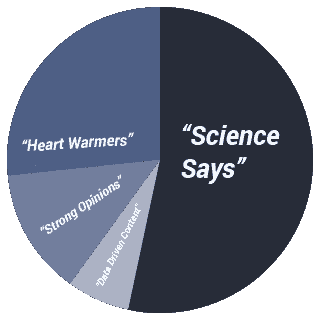 “Science
Says”
“Heart Warmers”
“Strong Opinions”
“Data Driven Content”